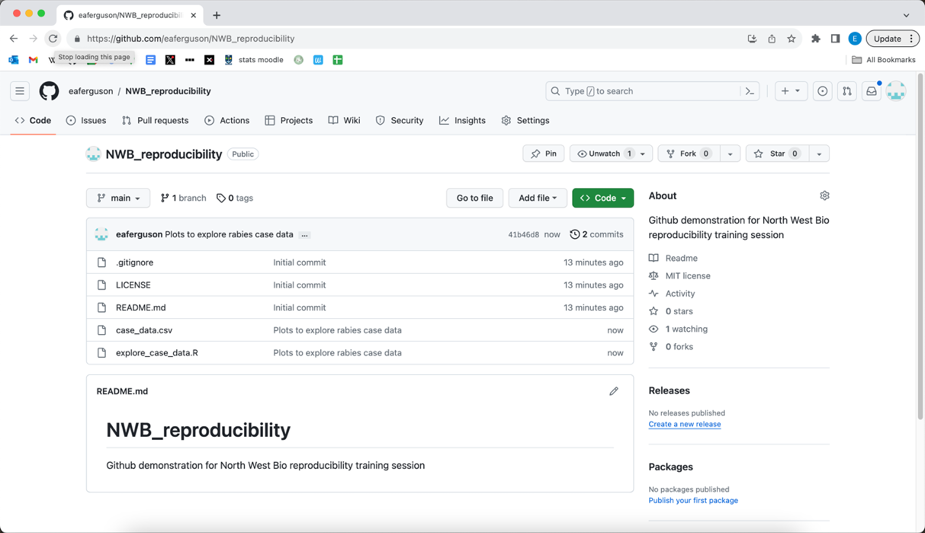 eaferguson/NWB_reproducibili
https://github.com/eaferguson/NWB_reproducibility
E
Update
Stop loading this page
stats moodle
All Bookmarks
eaferguson / NWB_reproducibility
Type / to search
Code
Issues
Pull requests
Actions
Projects
Wiki
Security
Insights
Settings
NWB_reproducibility Public
Pin
Unwatch 1
Fork 0
Star 0
main
1 branch
0 tags
Go to file
Add file
Code
eaferguson Plots to explore rabies case data ...
41b46d8 now
2 commits
.gitignore Initial commit 13 minutes ago
LICENSE Initial commit 13 minutes ago
README.md Initial commit 13 minutes ago
case_data.csv Plots to explore rabies case data now
explore_case_data.R Plots to explore rabies case data now
README.md
NWB_reproducibility
Github demonstration for North West Bio reproducibility training session
About
Github demonstration for North West Bio
reproducibility training session
Readme
MIT license
Activity
0 stars
1 watching
0 forks
Releases
No releases published
Create a new release
Packages
No packages published
Publish your first package